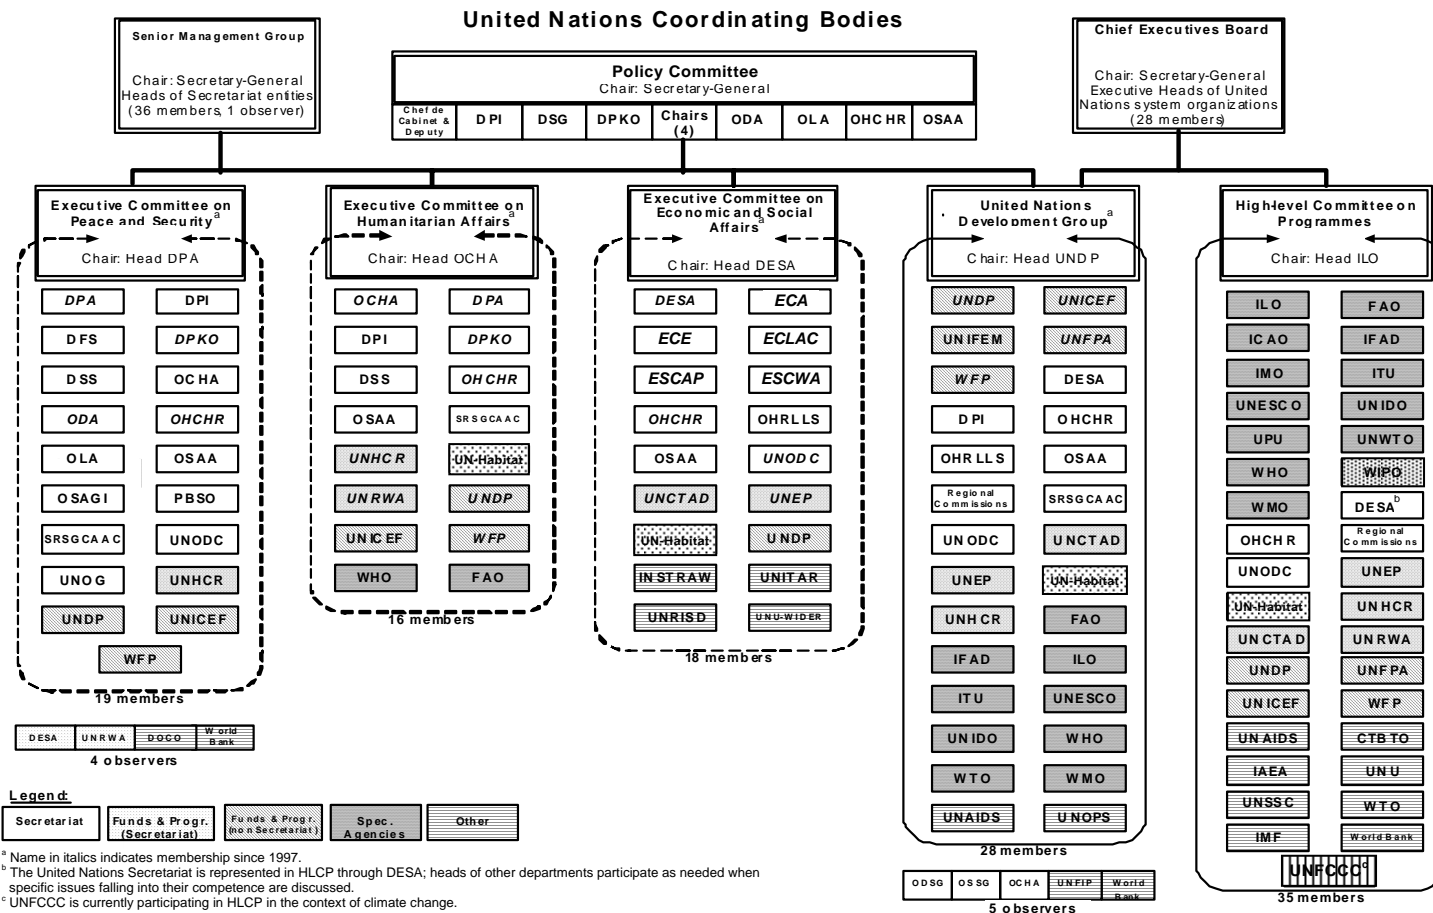 United Nations Coordinating Bodies
Senior Management Group
Chair: Secretary-General
Heads of Secretariat entities
(36 members, 1 observer)
Policy Committee
Chair: Secretary-General
Chef de
Cabinet &
Deputy
DPI
DSG
DPKO
Chairs
(4)
ODA
OLA
OHCHR
OSAA
Chief Executives Board
Chair: Secretary-General
Executive Heads of United
Nations system organizations
(28 members)
Executive Committee on
Peace and Security a
Chair: Head DPA
DPA
DPI
DFS
DPKO
DSS
OCHA
ODA
OHCHR
OLA
OSAA
OSAGI
PBSO
SRSGCAAC
UNODC
UNOG
UNHCR
UNDP
UNICEF
WFP
19 members
DESA
UNRWA
DOCO
World
Bank
4 observers
Executive Committee on
Humanitarian Affairs a
Chair: Head OCHA
OCHA
DPA
DPI
DPKO
DSS
OHCHR
OSAA
SRSGCAAC
UNHCR
UN-Habitat
UNRWA
UNDP
UNICEF
WFP
WHO
FAO
16 members
Executive Committee on
Economic and Social
Affairs a
Chair: Head DESA
DESA
ECA
ECE
ECLAC
ESCAP
ESCWA
OHCHR
OHRLLS
OSAA
UNODC
UNCTAD
UNEP
UN-Habitat
UNDP
INSTRAW
UNITAR
UNRISD
UNU-WIDER
18 members
United Nations
Development Group a
Chair: Head UNDP
UNDP
UNICEF
UNIFEM
UNFPA
WFP
DESA
DPI
OHCHR
OHRLLS
OSAA
Regional
Commissions
SRSGCAAC
UNODC
UNCTAD
UNEP
UN-Habitat
UNHCR
FAO
IFAD
ILO
ITU
UNESCO
UNIDO
WHO
WTO
WMO
UNAIDS
UNOPS
28 members
ODSG
OSSG
OCHA
UNFIP
World
Bank
5 observers
High-level Committee on
Programmes
Chair: Head ILO
ILO
FAO
ICAO
IFAD
IMO
ITU
UNESCO
UNIDO
UPU
UNWTO
WHO
WIPO
WMO
DESA b
OHCHR
Regional
Commissions
UNODC
UNEP
UN-Habitat
UNHCR
UNCTAD
UNRWA
UNDP
UNFPA
UNICEF
WFP
UNAIDS
CTBTO
IAEA
UNU
UNSSC
WTO
IMF
World Bank
UNFCCC c
35 members
Legend:
Secretariat
Funds & Progr.
(Secretariat)
Funds & Progr.
(non Secretariat)
Spec.
Agencies
Other
a Name in italics indicates membership since 1997.
b The United Nations Secretariat is represented in HLCP through DESA; heads of other departments participate as needed when
specific issues falling into their competence are discussed.
c UNFCCC is currently participating in HLCP in the context of climate change.